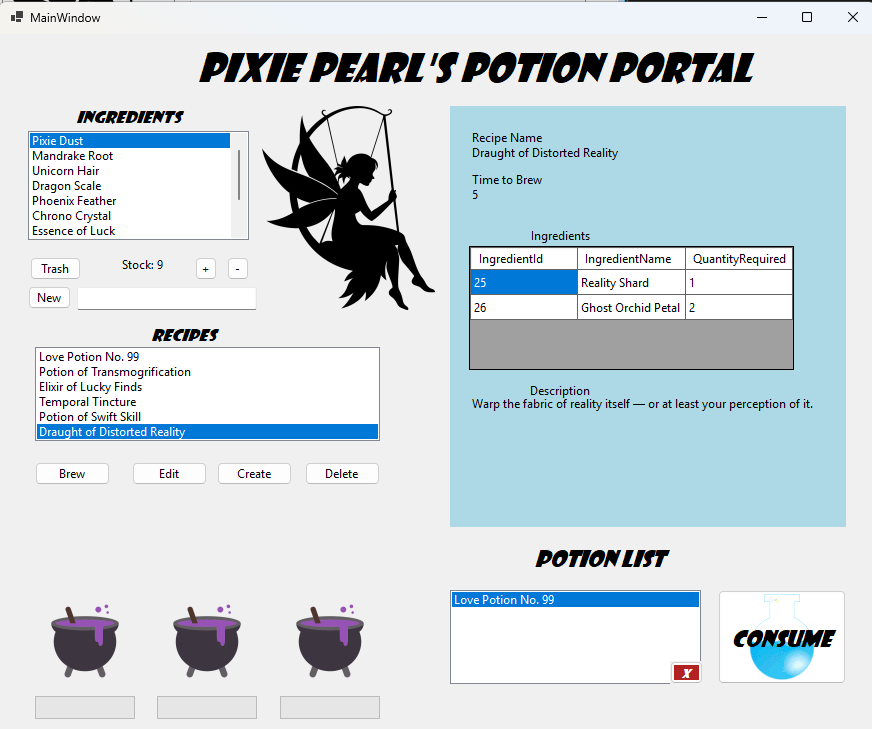 MainWindow
PIXIE PEARL'S POTION PORTAL
INGREDIENTS
Pixie Dust
Mandrake Root
Unicorn Hair
Dragon Scale
Phoenix Feather
Chrono Crystal
Essence of Luck
Trash
Stock: 9
+
-
New
RECIPES
Love Potion No. 99
Potion of Transmogrification
Elixir of Lucky Finds
Temporal Tincture
Potion of Swift Skill
Draught of Distorted Reality
Brew
Edit
Create
Delete
Recipe Name
Draught of Distorted Reality
Time to Brew
5
Ingredients
IngredientId IngredientName QuantityRequired
25 Reality Shard 1
26 Ghost Orchid Petal 2
Description
Warp the fabric of reality itself — or at least your perception of it.
POTION LIST
Love Potion No. 99
X
CONSUME